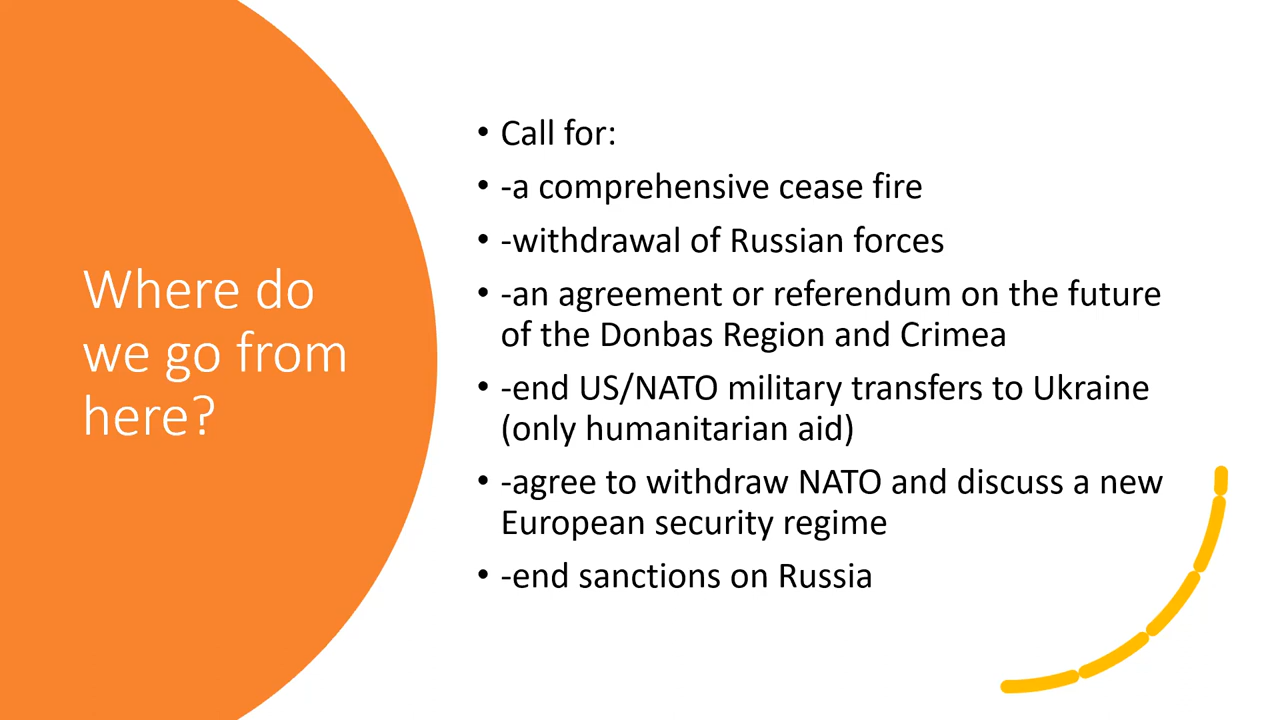 Where do
we go from
here?
• Call for:
• -a comprehensive cease fire
• -withdrawal of Russian forces
• -an agreement or referendum on the future
of the Donbas Region and Crimea
• -end US/NATO military transfers to Ukraine
(only humanitarian aid)
• -agree to withdraw NATO and discuss a new
European security regime
• -end sanctions on Russia